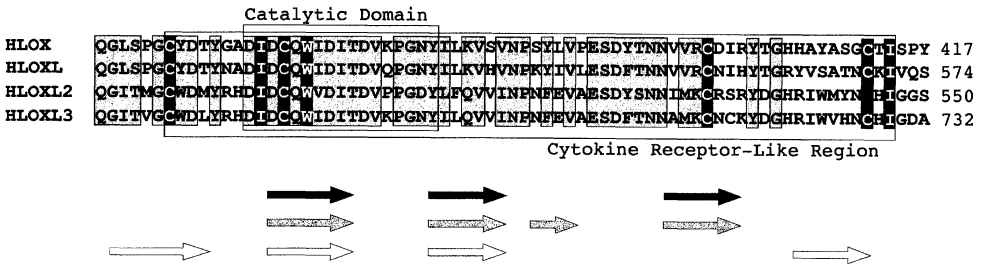 Catalytic Domain
HLOX QGLSPGCYDTYGADIDCQWIDITDVKPGNYILKVSVNPSYLVPESDYTNNVVRCDIRYTGHHAYASGCTISPY 417
HLOXL QGLSPGCYDTYNADIDCQWIDITDVQPGNYILKVHVNPKYIVLESDFTNNVVRCNIHYTGRYVSATNCKIVQS 574
HLOXL2 QGITMGCWDMYRHDIDCQWVDITDVPPGDYLFQVVINPNFEVAESDYSNNIMKCRSRYDGHRIWMYNCHIGGS 550
HLOXL3 QGITVGCWDLYRHDIDCQWIDITDVKPGNYILQVVINPNFEVAESDFTNNAMKCNCKYDGHRIWVHNCHIGDA 732
Cytokine Receptor-Like Region